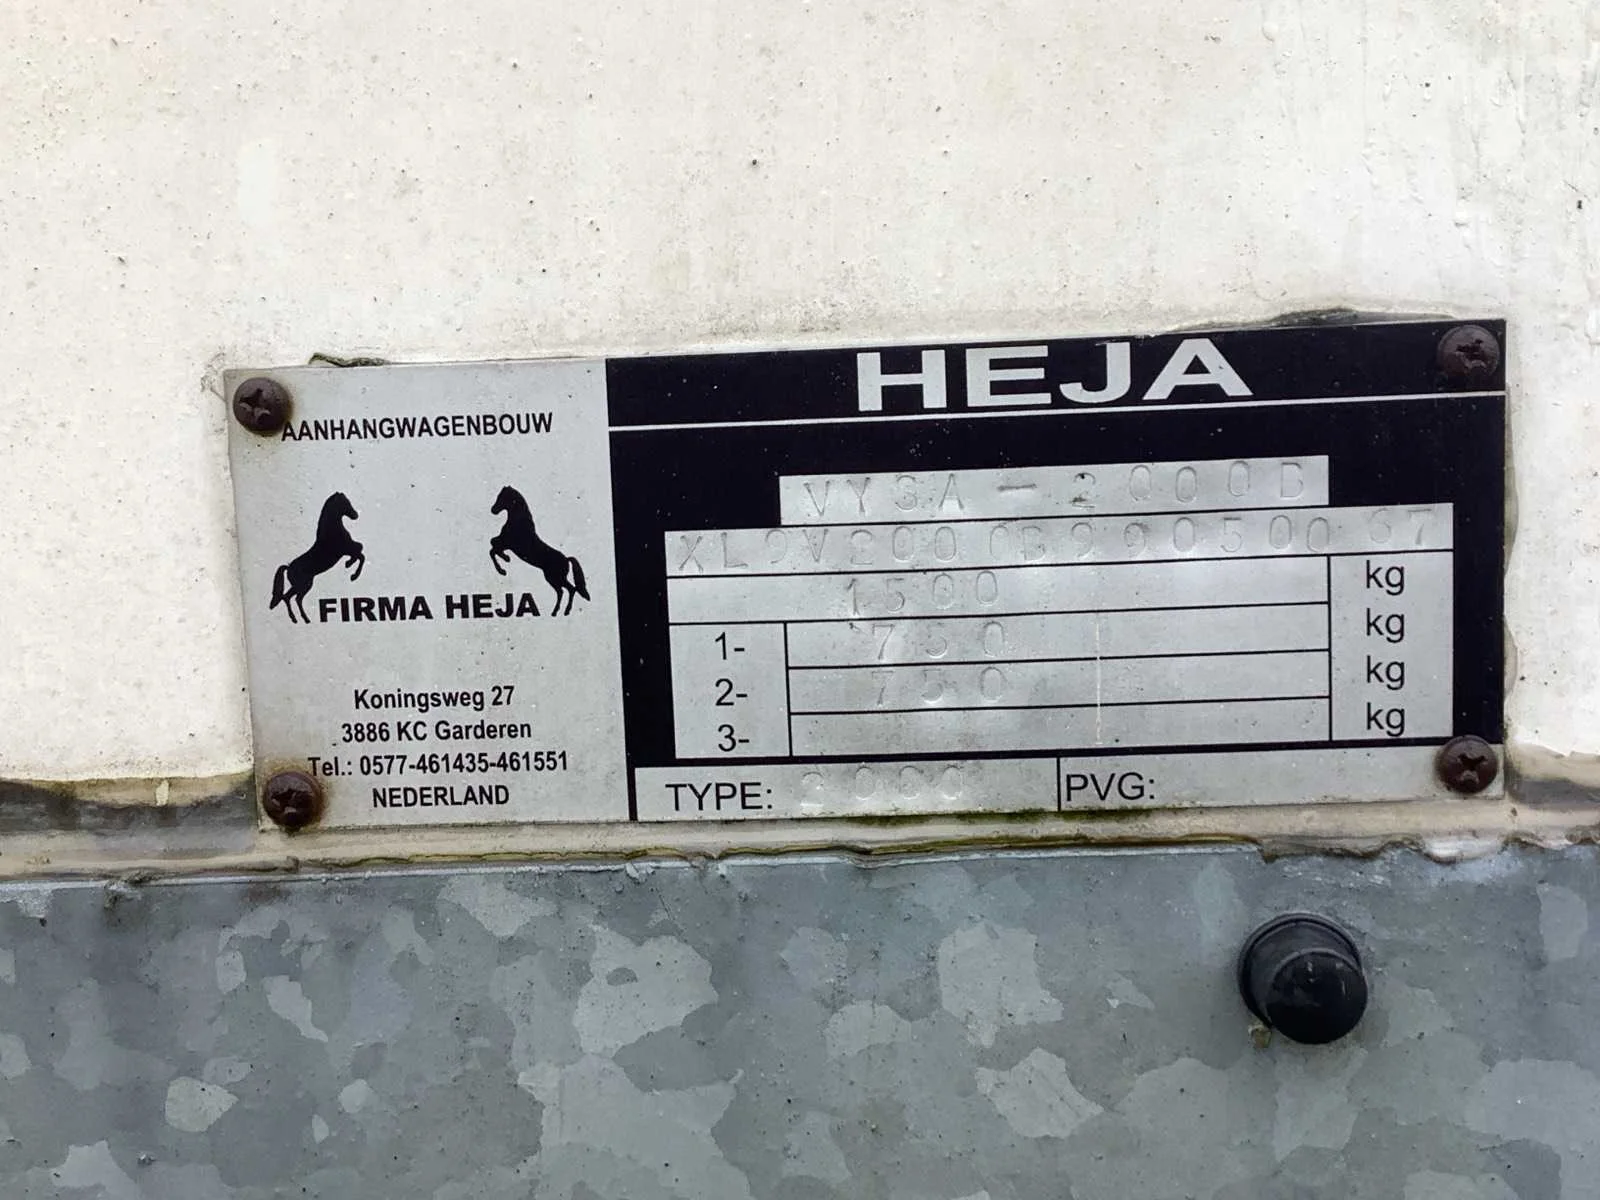 AANHANGWAGENBOUW
FIRMA HEJA
Koningsweg 27
3886 KC Garderen
Tel.: 0577-461435-461551
NEDERLAND
HEJA
VYSA-2000B
XL9V2000B99050067
1500 kg
1- 750 kg
2- 750 kg
3- kg
TYPE: 2000
PVG: